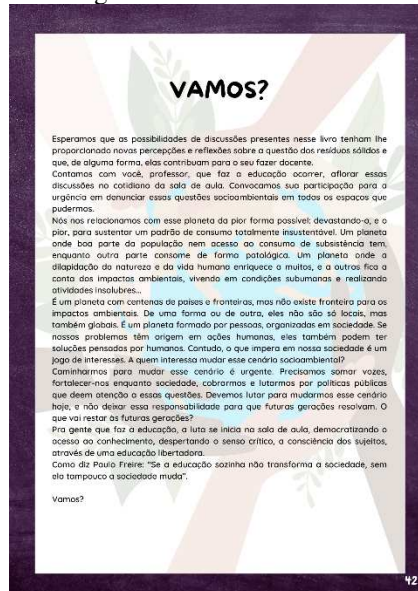 VAMOS?
Esperamos que as possibilidades de discussões presentes nesse livro tenham lhe
proporcionado novas percepções e reflexões sobre a questão dos resíduos sólidos e
que, de alguma forma, elas contribuam para o seu fazer docente.
Contamos com você, professor, que faz a educação ocorrer, aflorar essas
discussões no cotidiano da sala de aula. Convocamos sua participação para a
urgência em denunciar essas questões socioambientais em todos os espaços que
pudermos.
Nós nos relacionamos com esse planeta da pior forma possível; devastando-o, e o
pior, para sustentar um padrão de consumo totalmente insustentável. Um planeta
onde boa parte da população nem acesso ao consumo de subsistência tem,
enquanto outra parte consome de forma patológica. Um planeta onde a
dilapidação da natureza e da vida humana enriquece a muitos, e a outros fica a
conta dos impactos ambientais, vivendo em condições subumanas e realizando
atividades insolubres...
É um planeta com centenas de países e fronteiras, mas não existe fronteira para os
impactos ambientais. De uma forma ou de outra, eles não são só locais, mas
também globais. É um planeta formado por pessoas, organizadas em sociedade. Se
nossos problemas têm origem em ações humanas, eles também podem ter
soluções pensadas por humanos. Contudo, o que impera em nossa sociedade é um
jogo de interesses. A quem interessa mudar esse cenário socioambiental?
Caminharmos para mudar esse cenário é urgente. Precisamos somar vozes,
fortalecer-nos enquanto sociedade, cobrarmos e lutarmos por políticas públicas
que deem atenção a essas questões. Devemos lutar para mudarmos esse cenário
hoje, e não deixar essa responsabilidade para que futuras gerações resolvam. O
que vai restar às futuras gerações?
Pra gente que faz a educação, a luta se inicia na sala de aula, democratizando o
acesso ao conhecimento, despertando o senso crítico, a consciência dos sujeitos,
através de uma educação libertadora.
Como diz Paulo Freire: "Se a educação sozinha não transforma a sociedade, sem
ela tampouco a sociedade muda".
Vamos?
42